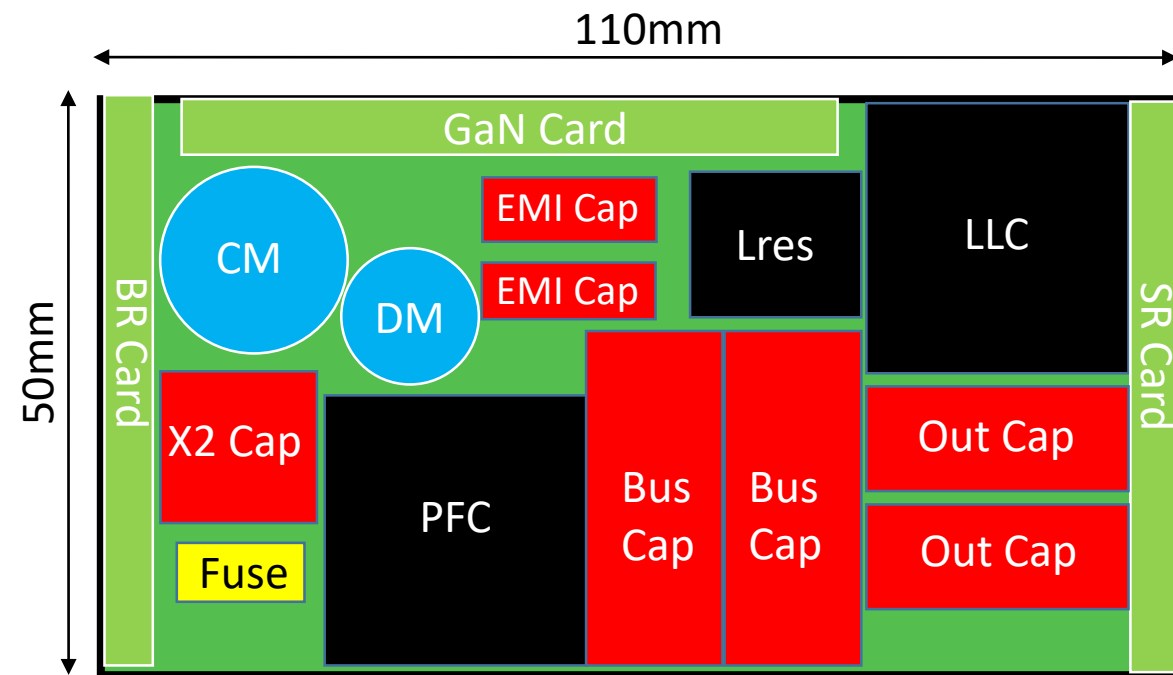 110mm
50mm
GaN Card
BR Card
CM
DM
EMI Cap
EMI Cap
Lres
LLC
SR Card
X2 Cap
Fuse
PFC
Bus
Cap
Bus
Cap
Out Cap
Out Cap